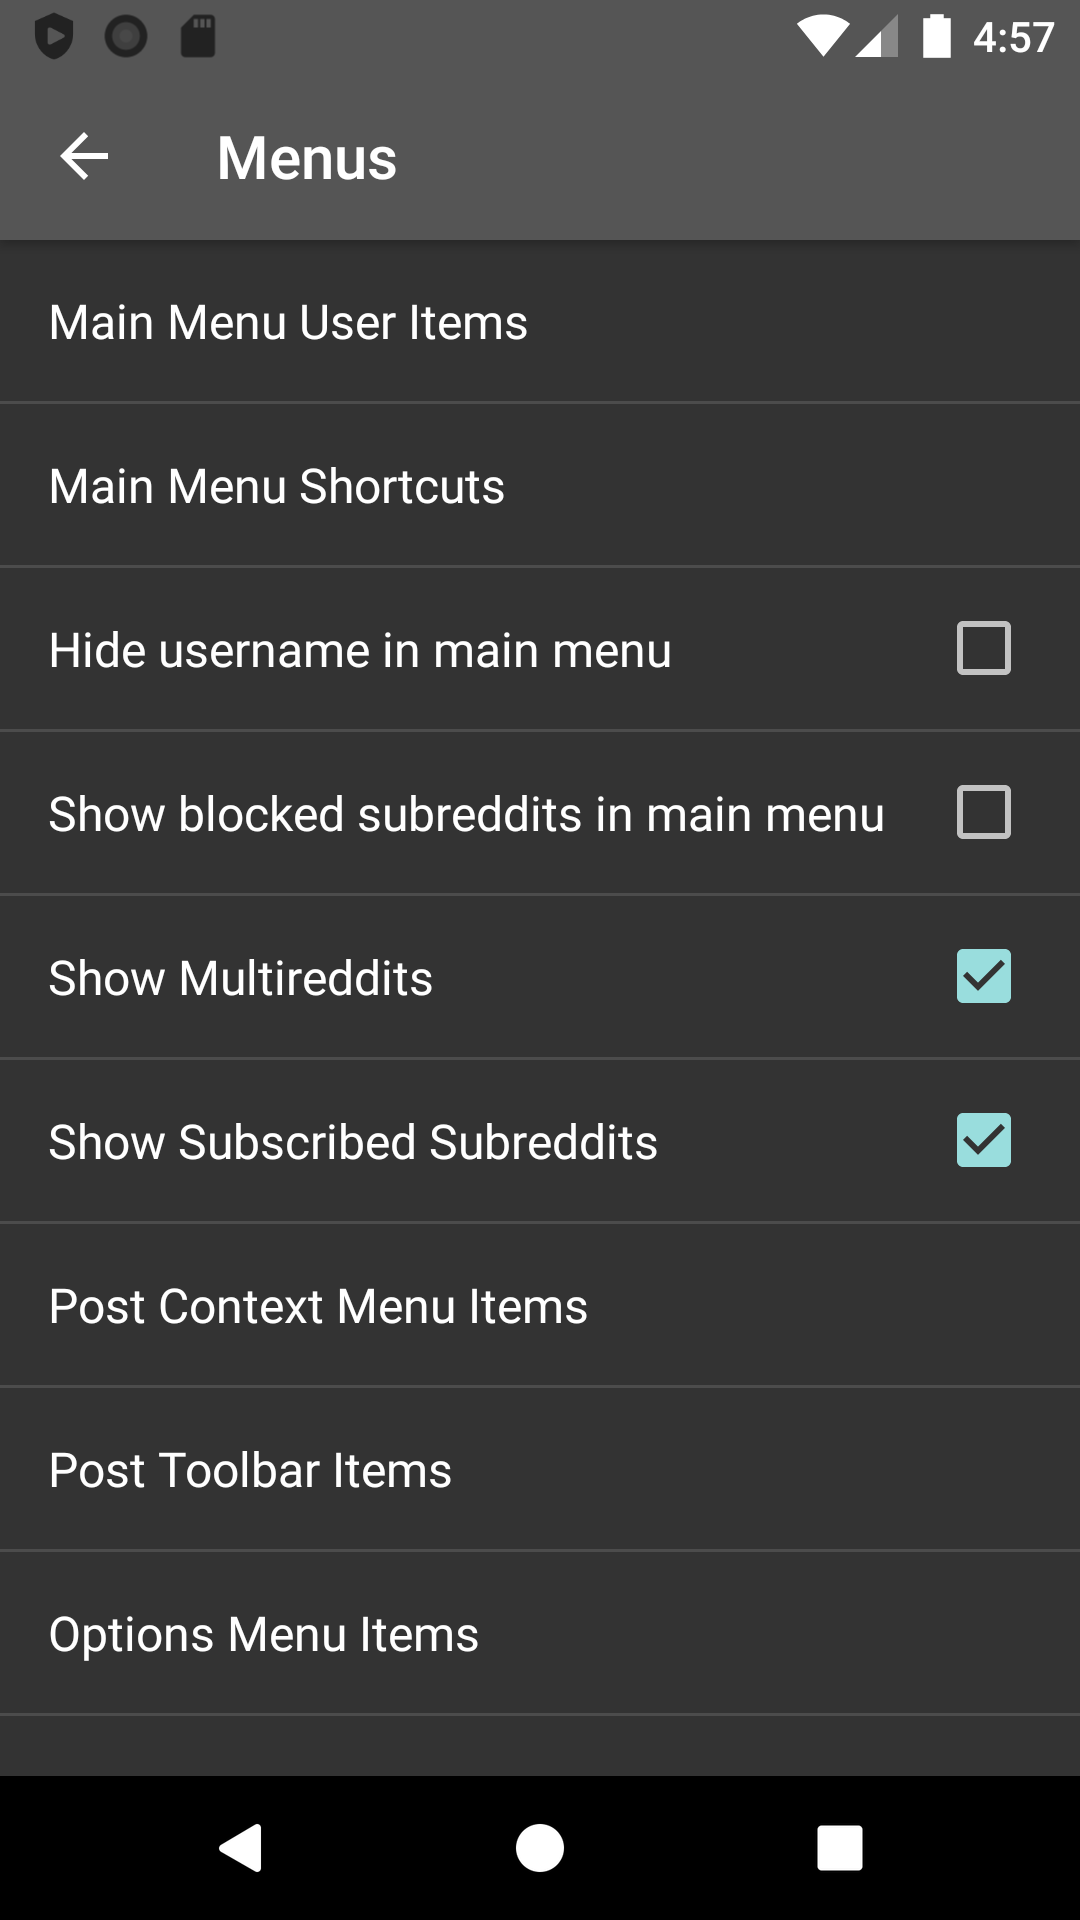 4:57
Menus
Main Menu User Items
Main Menu Shortcuts
Hide username in main menu
Show blocked subreddits in main menu
Show Multireddits
Show Subscribed Subreddits
Post Context Menu Items
Post Toolbar Items
Options Menu Items